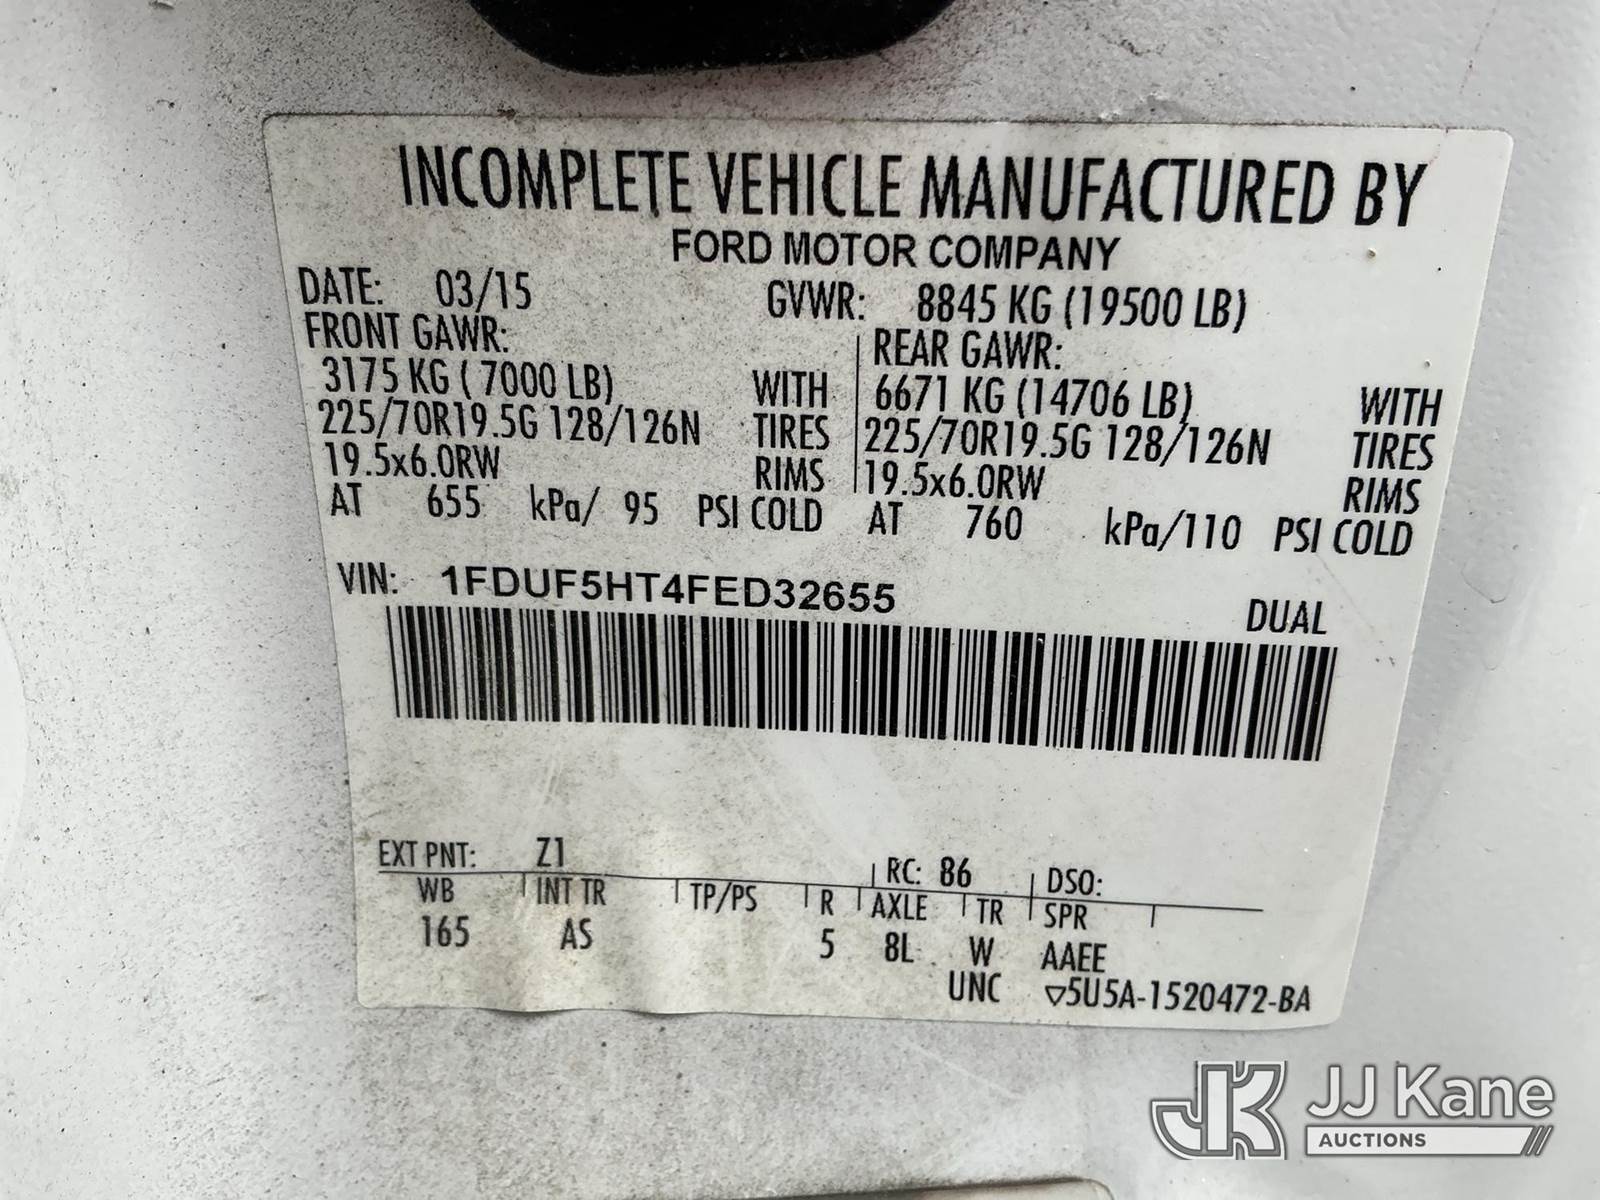 INCOMPLETE VEHICLE MANUFACTURED BY
FORD MOTOR COMPANY
DATE: 03/15 GVWR: 8845 KG (19500 LB)
FRONT GAWR: REAR GAWR:
3175 KG ( 7000 LB) WITH 6671 KG (14706 LB) WITH
225/70R19.5G 128/126N TIRES 225/70R19.5G 128/126N TIRES
19.5x6.0RW RIMS 19.5x6.0RW RIMS
AT 655 kPa/ 95 PSI COLD AT 760 kPa/110 PSI COLD
VIN: 1FDUF5HT4FED32655
DUAL
EXT PNT: Z1 RC: 86 DSO:
WB INT TR TP/PS R AXLE TR SPR
165 AS 5 8L W AAEE
UNC ▽5U5A-1520472-BA
JK JJ Kane
AUCTIONS